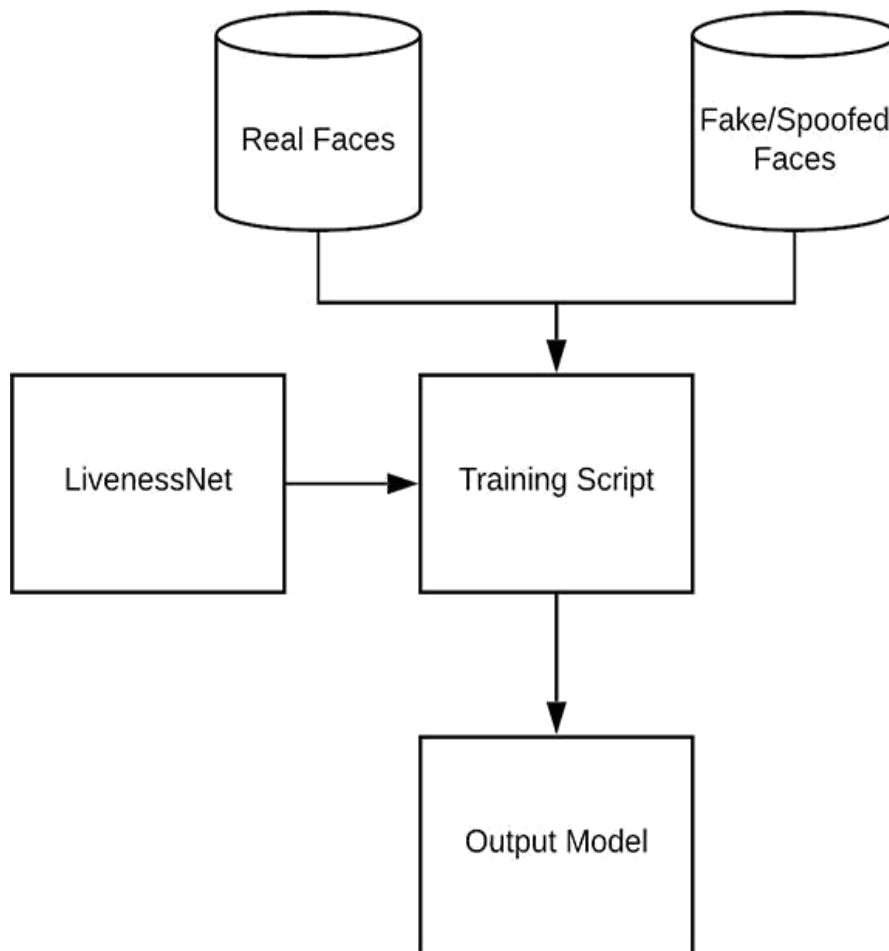 Real Faces
Fake/Spoofed
Faces
LivenessNet
Training Script
Output Model